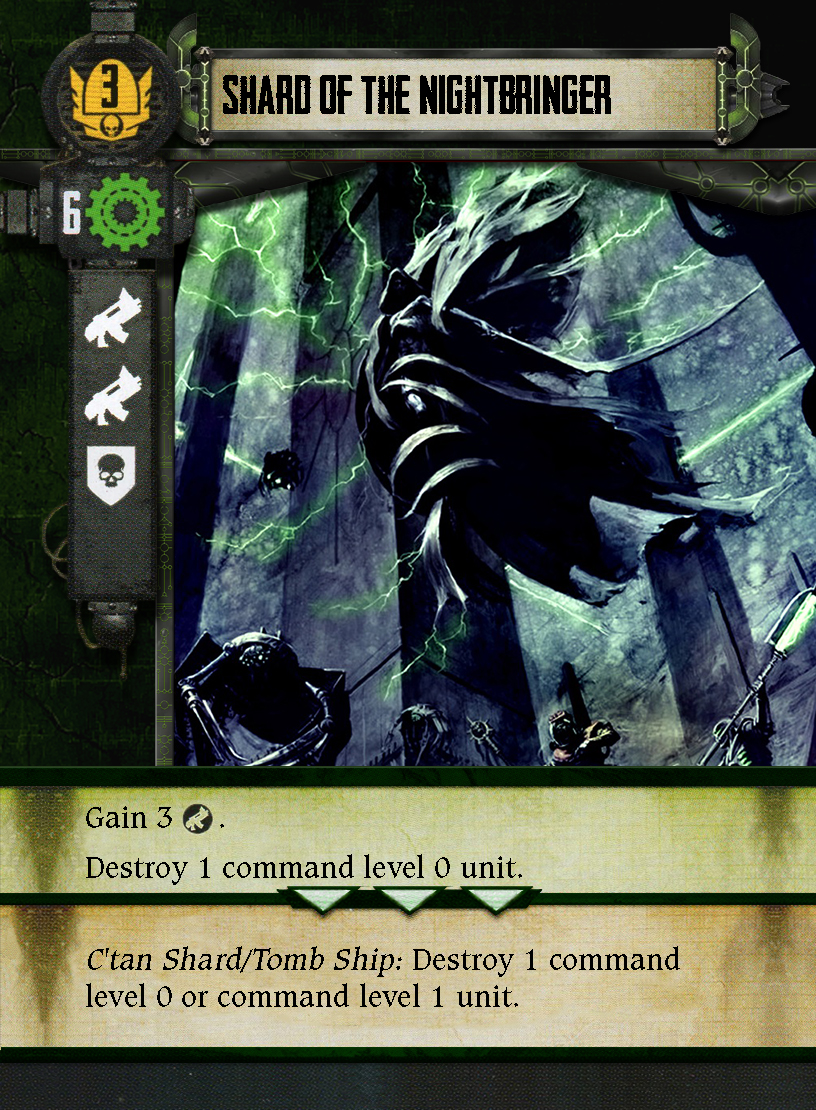 3
SHARD OF THE NIGHTBRINGER
6
Gain 3 .
Destroy 1 command level 0 unit.
C'tan Shard/Tomb Ship: Destroy 1 command
level 0 or command level 1 unit.